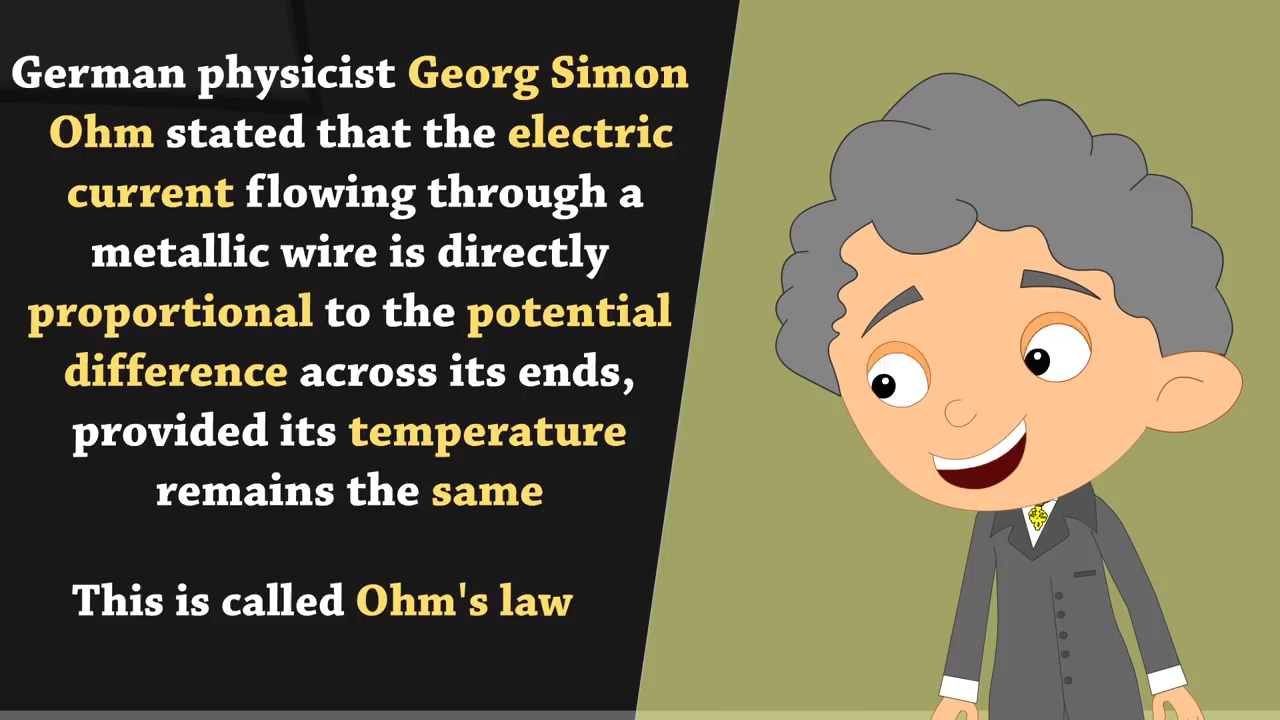 German physicist Georg Simon
Ohm stated that the electric
current flowing through a
metallic wire is directly
proportional to the potential
difference across its ends,
provided its temperature
remains the same
This is called Ohm's law